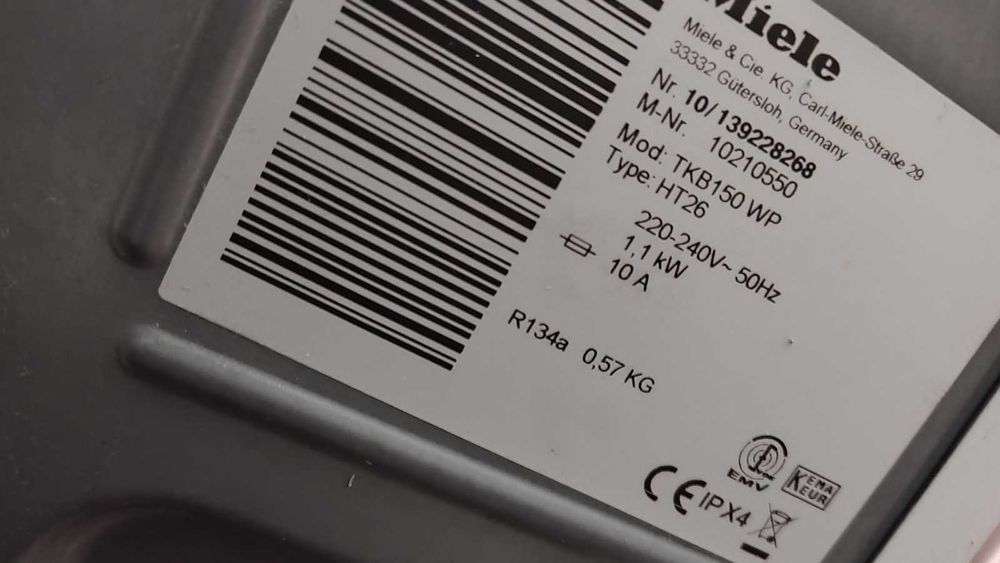 Miele
Miele & Cie. KG, Carl-Miele-Straße 29
33332 Gütersloh, Germany
Nr. 10/139228268
M-Nr. 10210550
Mod: TKB150 WP
Type: HT26
220-240V~ 50Hz
1,1 kW
10 A
R134a 0,57 KG
EMV
KEMA
KEUR
CE IPX4